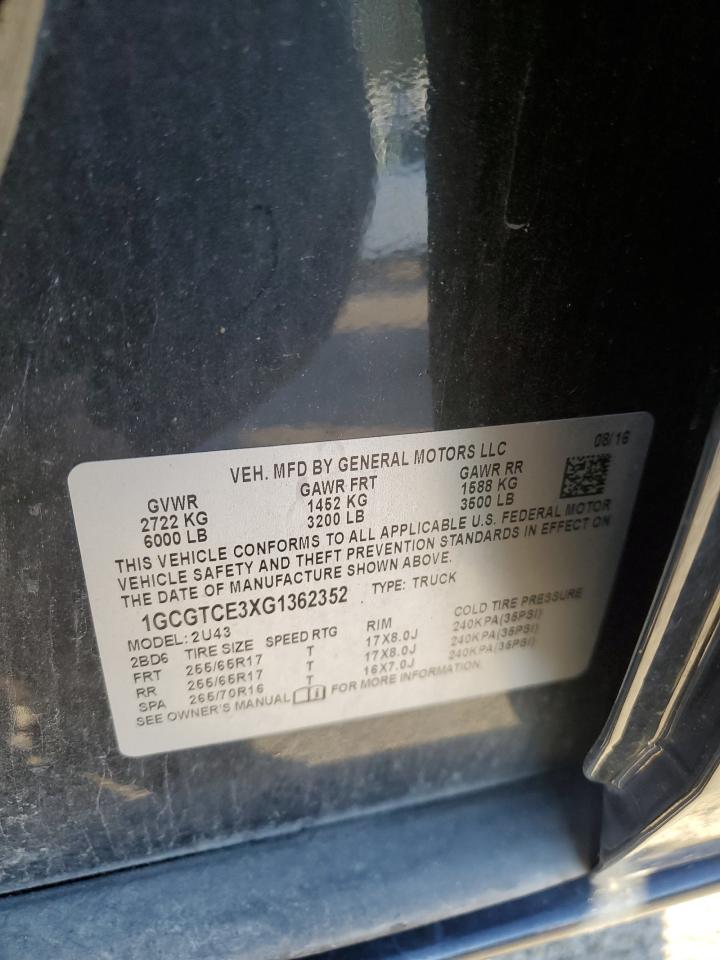 VEH. MFD BY GENERAL MOTORS LLC 08/16
GVWR GAWR FRT GAWR RR
2722 KG 1452 KG 1588 KG
6000 LB 3200 LB 3500 LB
THIS VEHICLE CONFORMS TO ALL APPLICABLE U.S. FEDERAL MOTOR
VEHICLE SAFETY AND THEFT PREVENTION STANDARDS IN EFFECT ON
THE DATE OF MANUFACTURE SHOWN ABOVE.
1GCGTCE3XG1362352 TYPE: TRUCK
MODEL: 2U43
2BD6 TIRE SIZE SPEED RTG RIM COLD TIRE PRESSURE
FRT 255/65R17 T 17X8.0J 240KPA(35PSI)
RR 255/65R17 T 17X8.0J 240KPA(35PSI)
SPA 265/70R16 T 16X7.0J 240KPA(35PSI)
SEE OWNER'S MANUAL FOR MORE INFORMATION.